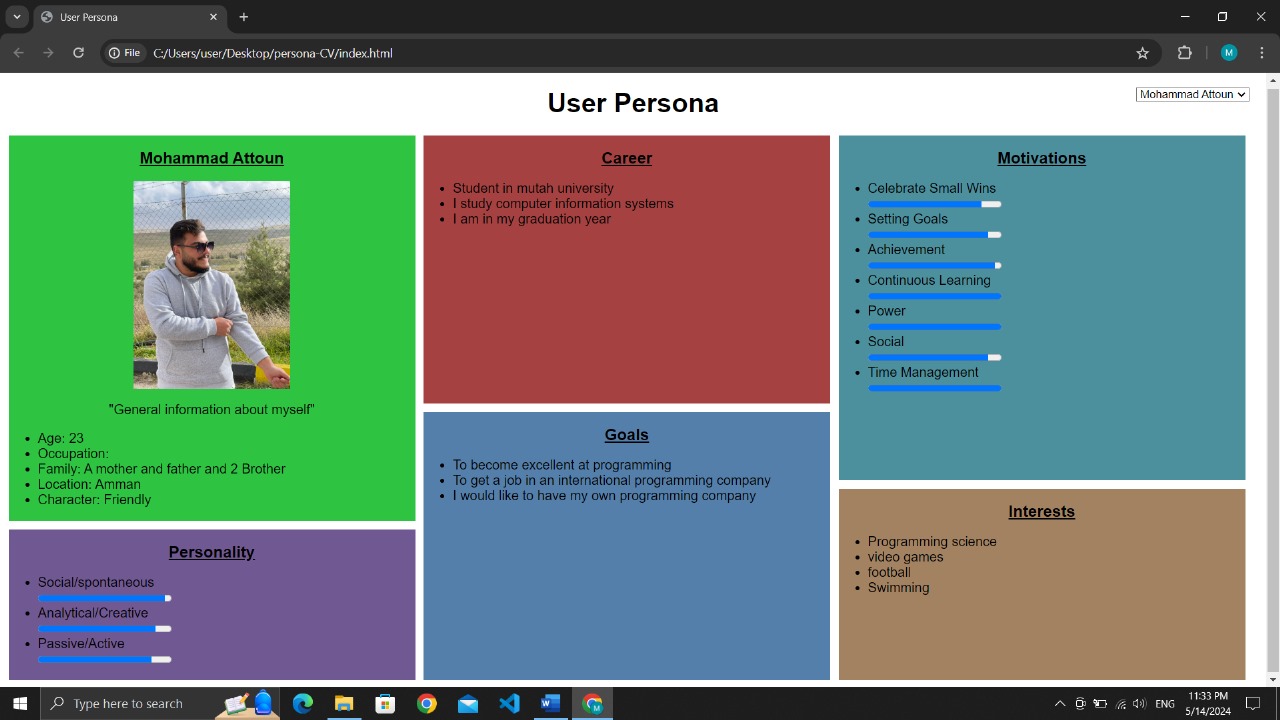 User Persona
File
C:/Users/user/Desktop/persona-CV/index.html
M
User Persona
Mohammad Attoun
Mohammad Attoun
"General information about myself"
Age: 23
Occupation:
Family: A mother and father and 2 Brother
Location: Amman
Character: Friendly
Personality
Social/spontaneous
Analytical/Creative
Passive/Active
Career
Student in mutah university
I study computer information systems
I am in my graduation year
Goals
To become excellent at programming
To get a job in an international programming company
I would like to have my own programming company
Motivations
Celebrate Small Wins
Setting Goals
Achievement
Continuous Learning
Power
Social
Time Management
Interests
Programming science
video games
football
Swimming
Type here to search
ENG
11:33 PM
5/14/2024